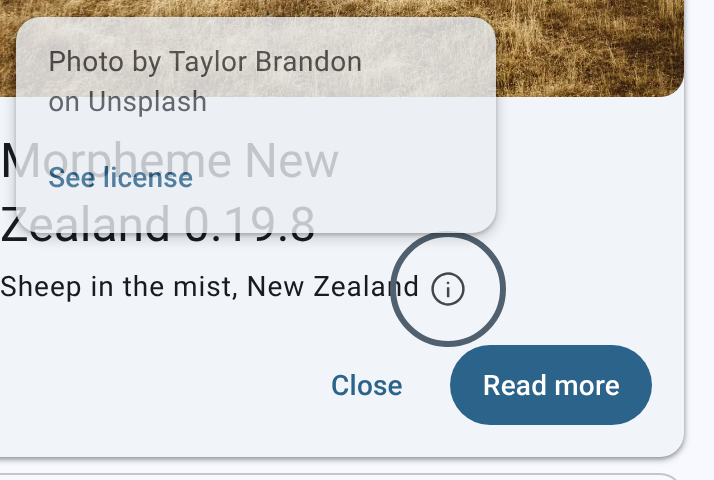 Photo by Taylor Brandon
on Unsplash
Morpheme New
See license
Zealand 0.19.8
Sheep in the mist, New Zealand
Close
Read more